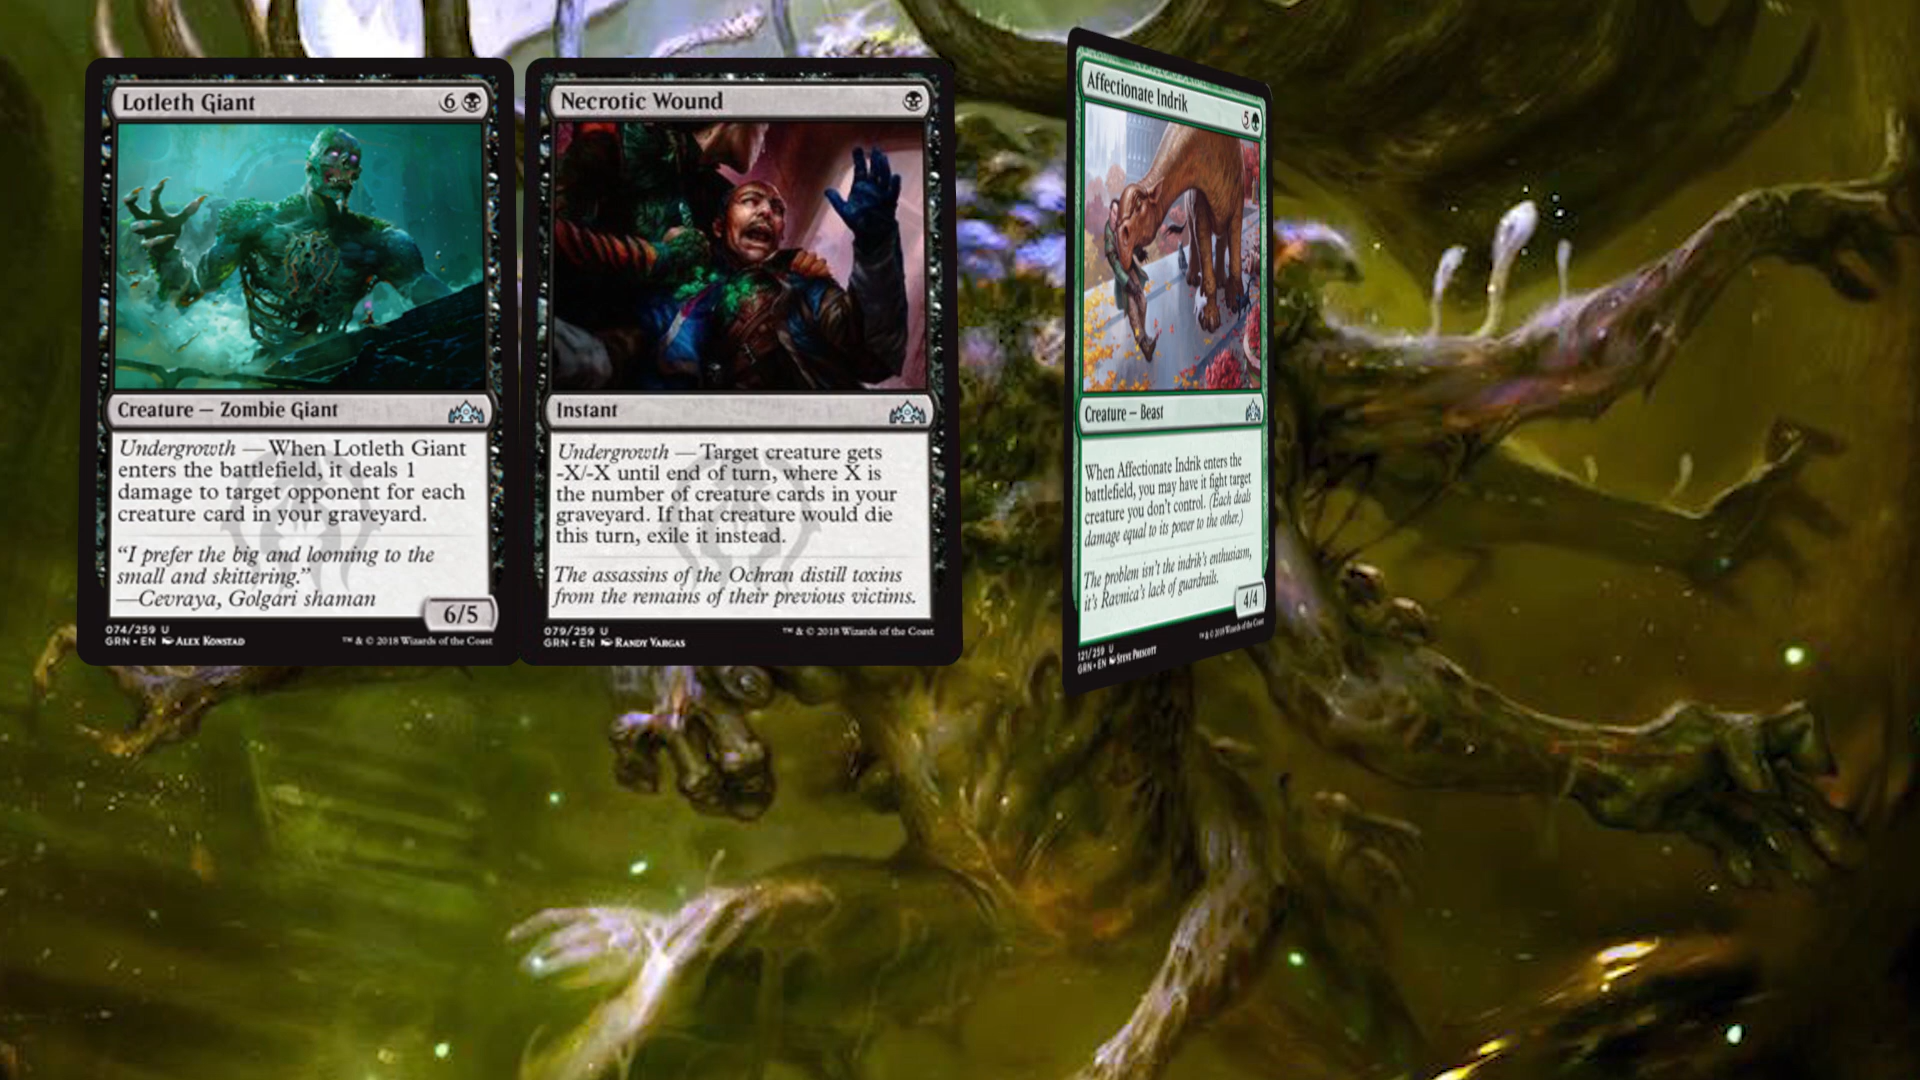 Lotleth Giant
6
Creature — Zombie Giant
Undergrowth — When Lotleth Giant
enters the battlefield, it deals 1
damage to target opponent for each
creature card in your graveyard.
“I prefer the big and looming to the
small and skittering.”
—Cevraya, Golgari shaman
6/5
074/259 U
GRN • EN ALEX KONSTAD
™ & © 2018 Wizards of the Coast
Necrotic Wound
Instant
Undergrowth — Target creature gets
-X/-X until end of turn, where X is
the number of creature cards in your
graveyard. If that creature would die
this turn, exile it instead.
The assassins of the Ochran distill toxins
from the remains of their previous victims.
079/259 U
GRN • EN RANDY VARGAS
™ & © 2018 Wizards of the Coast
Affectionate Indrik
5
Creature — Beast
When Affectionate Indrik enters the
battlefield, you may have it fight target
creature you don't control. (Each deals
damage equal to its power to the other.)
The problem isn't the indrik's enthusiasm,
it's Ravnica's lack of guardrails.
4/4
121/259 U
GRN • EN STEVE PRESCOTT
™ & © 2018 Wizards of the Coast